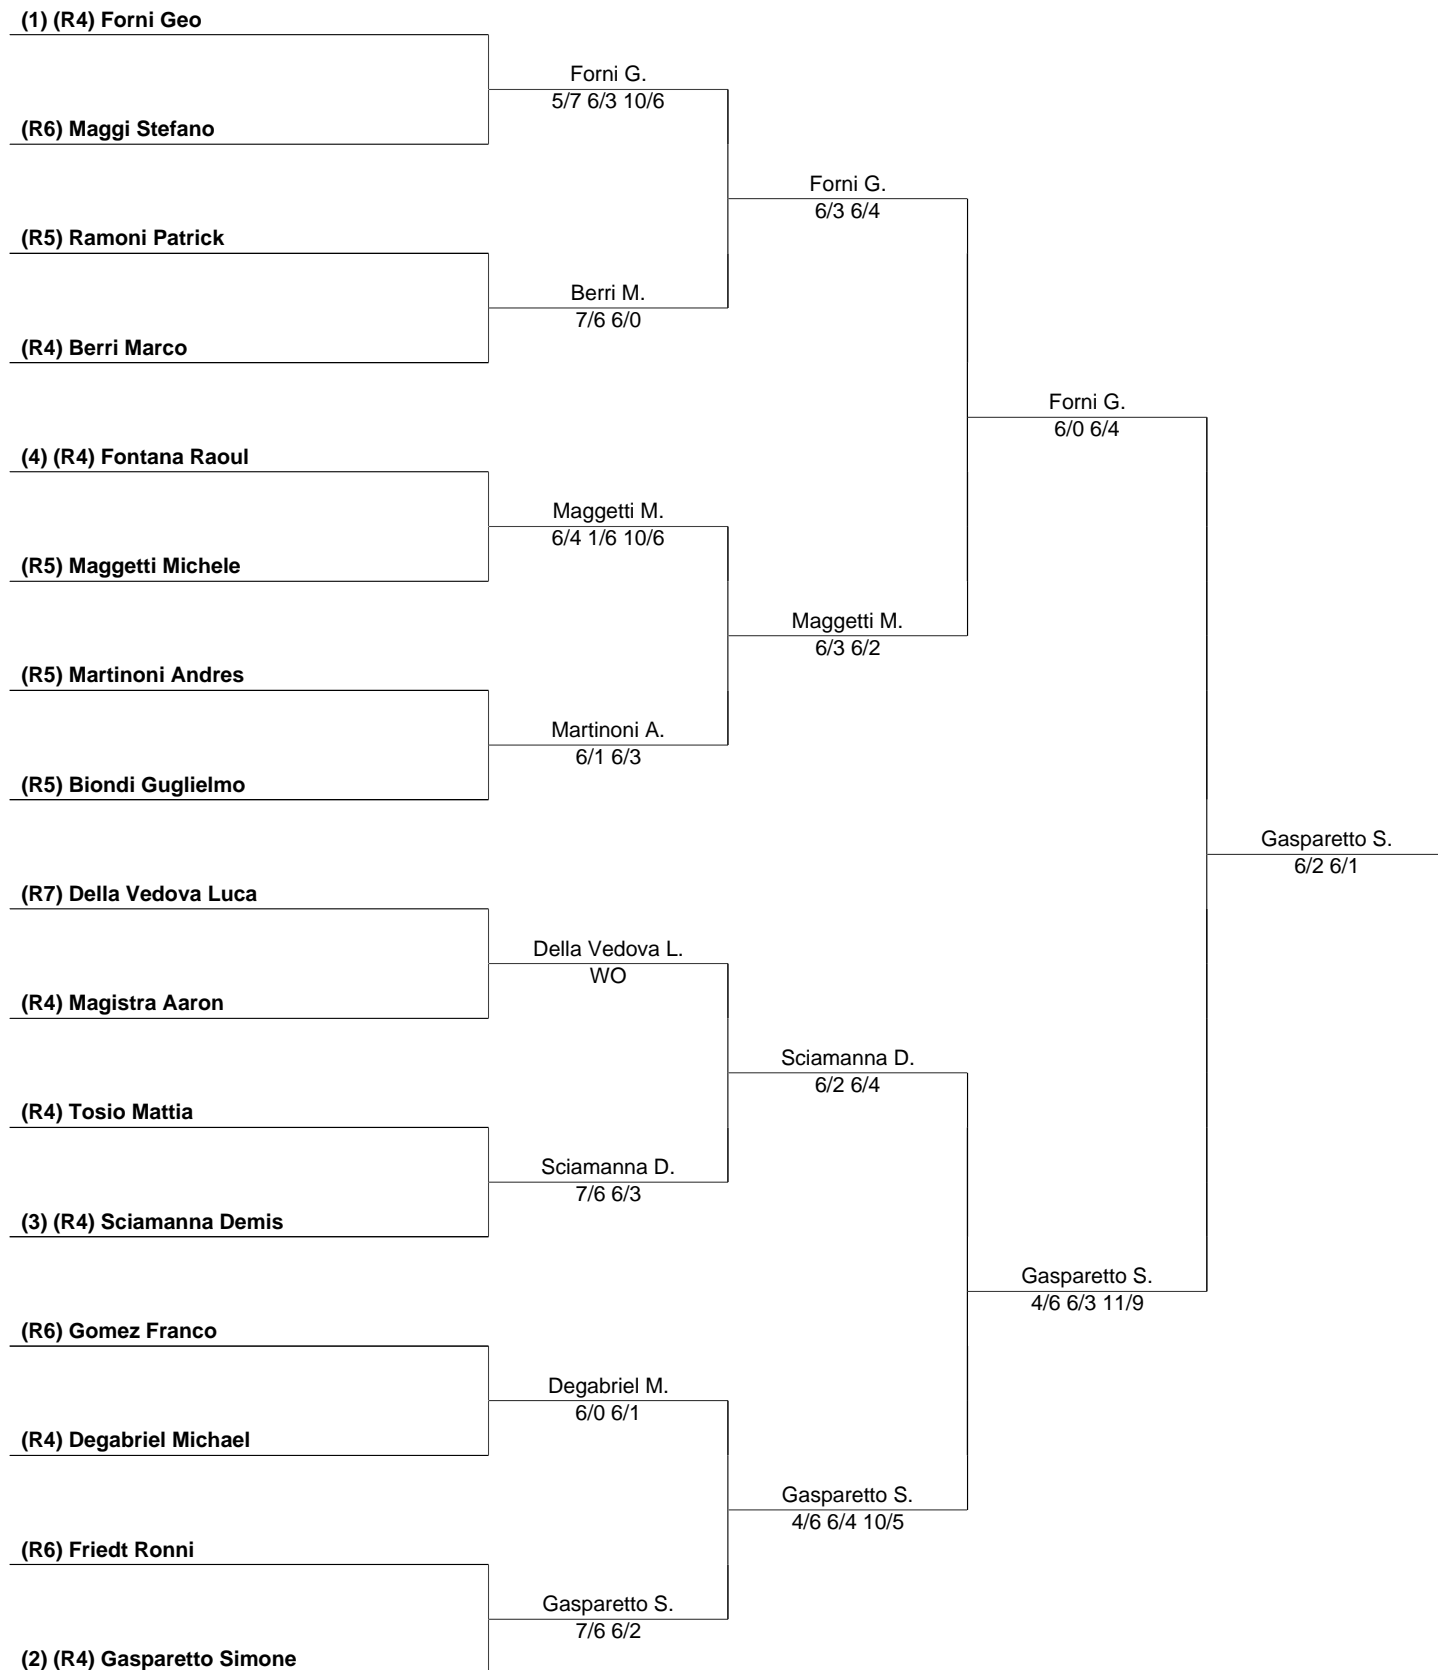 (1) (R4) Forni Geo
Forni G.
5/7 6/3 10/6
(R6) Maggi Stefano
Forni G.
6/3 6/4
(R5) Ramoni Patrick
Berri M.
7/6 6/0
(R4) Berri Marco
Forni G.
6/0 6/4
(4) (R4) Fontana Raoul
Maggetti M.
6/4 1/6 10/6
(R5) Maggetti Michele
Maggetti M.
6/3 6/2
(R5) Martinoni Andres
Martinoni A.
6/1 6/3
(R5) Biondi Guglielmo
Gasparetto S.
6/2 6/1
(R7) Della Vedova Luca
Della Vedova L.
WO
(R4) Magistra Aaron
Sciamanna D.
6/2 6/4
(R4) Tosio Mattia
Sciamanna D.
7/6 6/3
(3) (R4) Sciamanna Demis
Gasparetto S.
4/6 6/3 11/9
(R6) Gomez Franco
Degabriel M.
6/0 6/1
(R4) Degabriel Michael
Gasparetto S.
4/6 6/4 10/5
(R6) Friedt Ronni
Gasparetto S.
7/6 6/2
(2) (R4) Gasparetto Simone